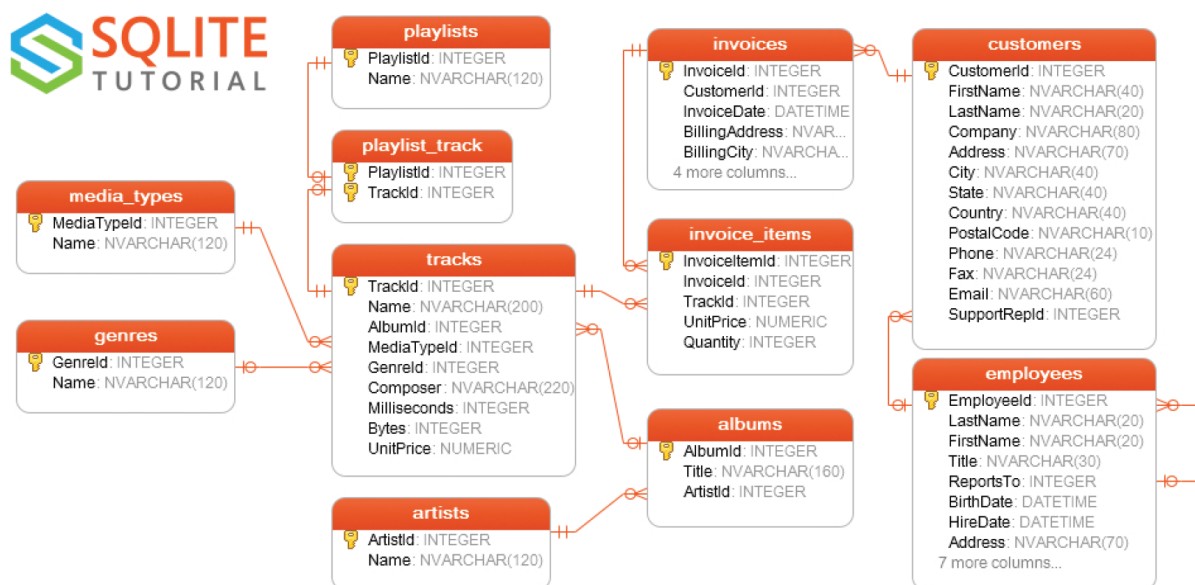 SQLITE
TUTORIAL
playlists
PlaylistId: INTEGER
Name: NVARCHAR(120)
playlist_track
PlaylistId: INTEGER
TrackId: INTEGER
media_types
MediaTypeId: INTEGER
Name: NVARCHAR(120)
genres
GenreId: INTEGER
Name: NVARCHAR(120)
tracks
TrackId: INTEGER
Name: NVARCHAR(200)
AlbumId: INTEGER
MediaTypeId: INTEGER
GenreId: INTEGER
Composer: NVARCHAR(220)
Milliseconds: INTEGER
Bytes: INTEGER
UnitPrice: NUMERIC
artists
ArtistId: INTEGER
Name: NVARCHAR(120)
invoices
InvoiceId: INTEGER
CustomerId: INTEGER
InvoiceDate: DATETIME
BillingAddress: NVAR...
BillingCity: NVARCHA...
4 more columns...
invoice_items
InvoiceItemId: INTEGER
InvoiceId: INTEGER
TrackId: INTEGER
UnitPrice: NUMERIC
Quantity: INTEGER
albums
AlbumId: INTEGER
Title: NVARCHAR(160)
ArtistId: INTEGER
customers
CustomerId: INTEGER
FirstName: NVARCHAR(40)
LastName: NVARCHAR(20)
Company: NVARCHAR(80)
Address: NVARCHAR(70)
City: NVARCHAR(40)
State: NVARCHAR(40)
Country: NVARCHAR(40)
PostalCode: NVARCHAR(10)
Phone: NVARCHAR(24)
Fax: NVARCHAR(24)
Email: NVARCHAR(60)
SupportRepId: INTEGER
employees
EmployeeId: INTEGER
LastName: NVARCHAR(20)
FirstName: NVARCHAR(20)
Title: NVARCHAR(30)
ReportsTo: INTEGER
BirthDate: DATETIME
HireDate: DATETIME
Address: NVARCHAR(70)
7 more columns...